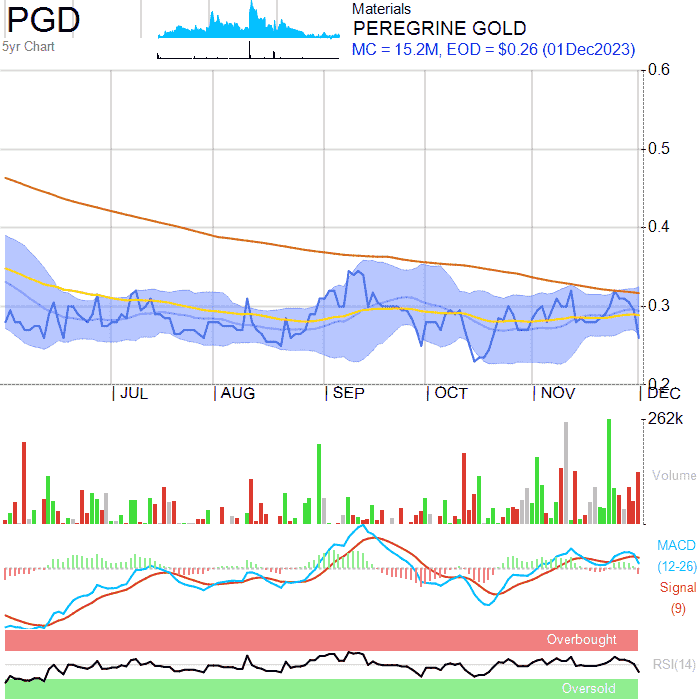 PGD
5yr Chart
Materials
PEREGRINE GOLD
MC = 15.2M, EOD = $0.26 (01Dec2023)
0.6
0.5
0.4
0.3
0.2
JUL AUG SEP OCT NOV DEC
262k
Volume
MACD
(12-26)
Signal
(9)
Overbought
RSI(14)
Oversold